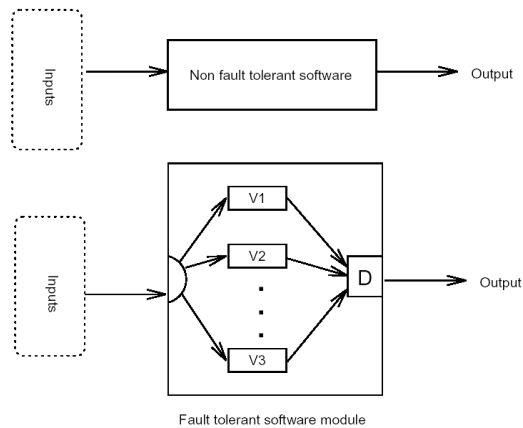 Inputs
Non fault tolerant software
Output
Inputs
V1
V2
V3
D
Output
Fault tolerant software module